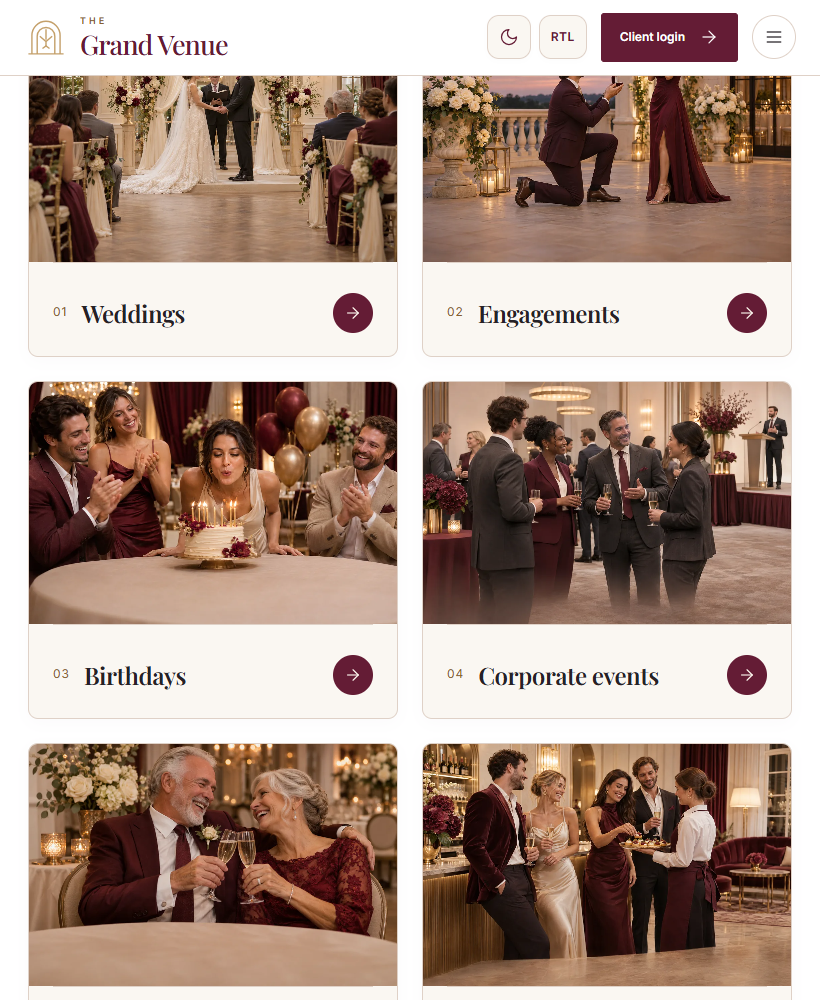 THE
Grand Venue
RTL
Client login
01 Weddings
02 Engagements
03 Birthdays
04 Corporate events